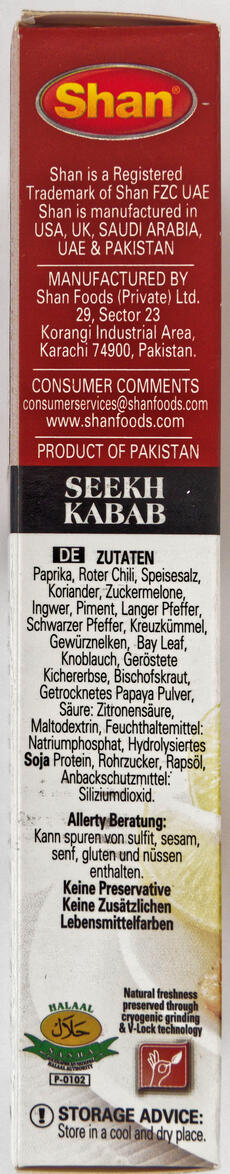 Shan®
Shan is a Registered
Trademark of Shan FZC UAE
Shan is manufactured in
USA, UK, SAUDI ARABIA,
UAE & PAKISTAN
MANUFACTURED BY
Shan Foods (Private) Ltd.
29, Sector 23
Korangi Industrial Area,
Karachi 74900, Pakistan.
CONSUMER COMMENTS
consumerservices@shanfoods.com
www.shanfoods.com
PRODUCT OF PAKISTAN
SEEKH
KABAB
DE ZUTATEN
Paprika, Roter Chili, Speisesalz,
Koriander, Zuckermelone,
Ingwer, Piment, Langer Pfeffer,
Schwarzer Pfeffer, Kreuzkümmel,
Gewürznelken, Bay Leaf,
Knoblauch, Geröstete
Kichererbse, Bischofskraut,
Getrocknetes Papaya Pulver,
Säure: Zitronensäure,
Maltodextrin, Feuchthaltemittel:
Natriumphosphat, Hydrolysiertes
Soja Protein, Rohrzucker, Rapsöl,
Anbackschutzmittel:
Siliziumdioxid.
Allerty Beratung:
Kann spuren von sulfit, sesam,
senf, gluten und nüssen
enthalten.
Keine Preservative
Keine Zusätzlichen
Lebensmittelfarben
HALAAL
حلال
SANHA
HALAAL AUTHORITY
P-0102
Natural freshness
preserved through
cryogenic grinding
& V-Lock technology
! STORAGE ADVICE:
Store in a cool and dry place.